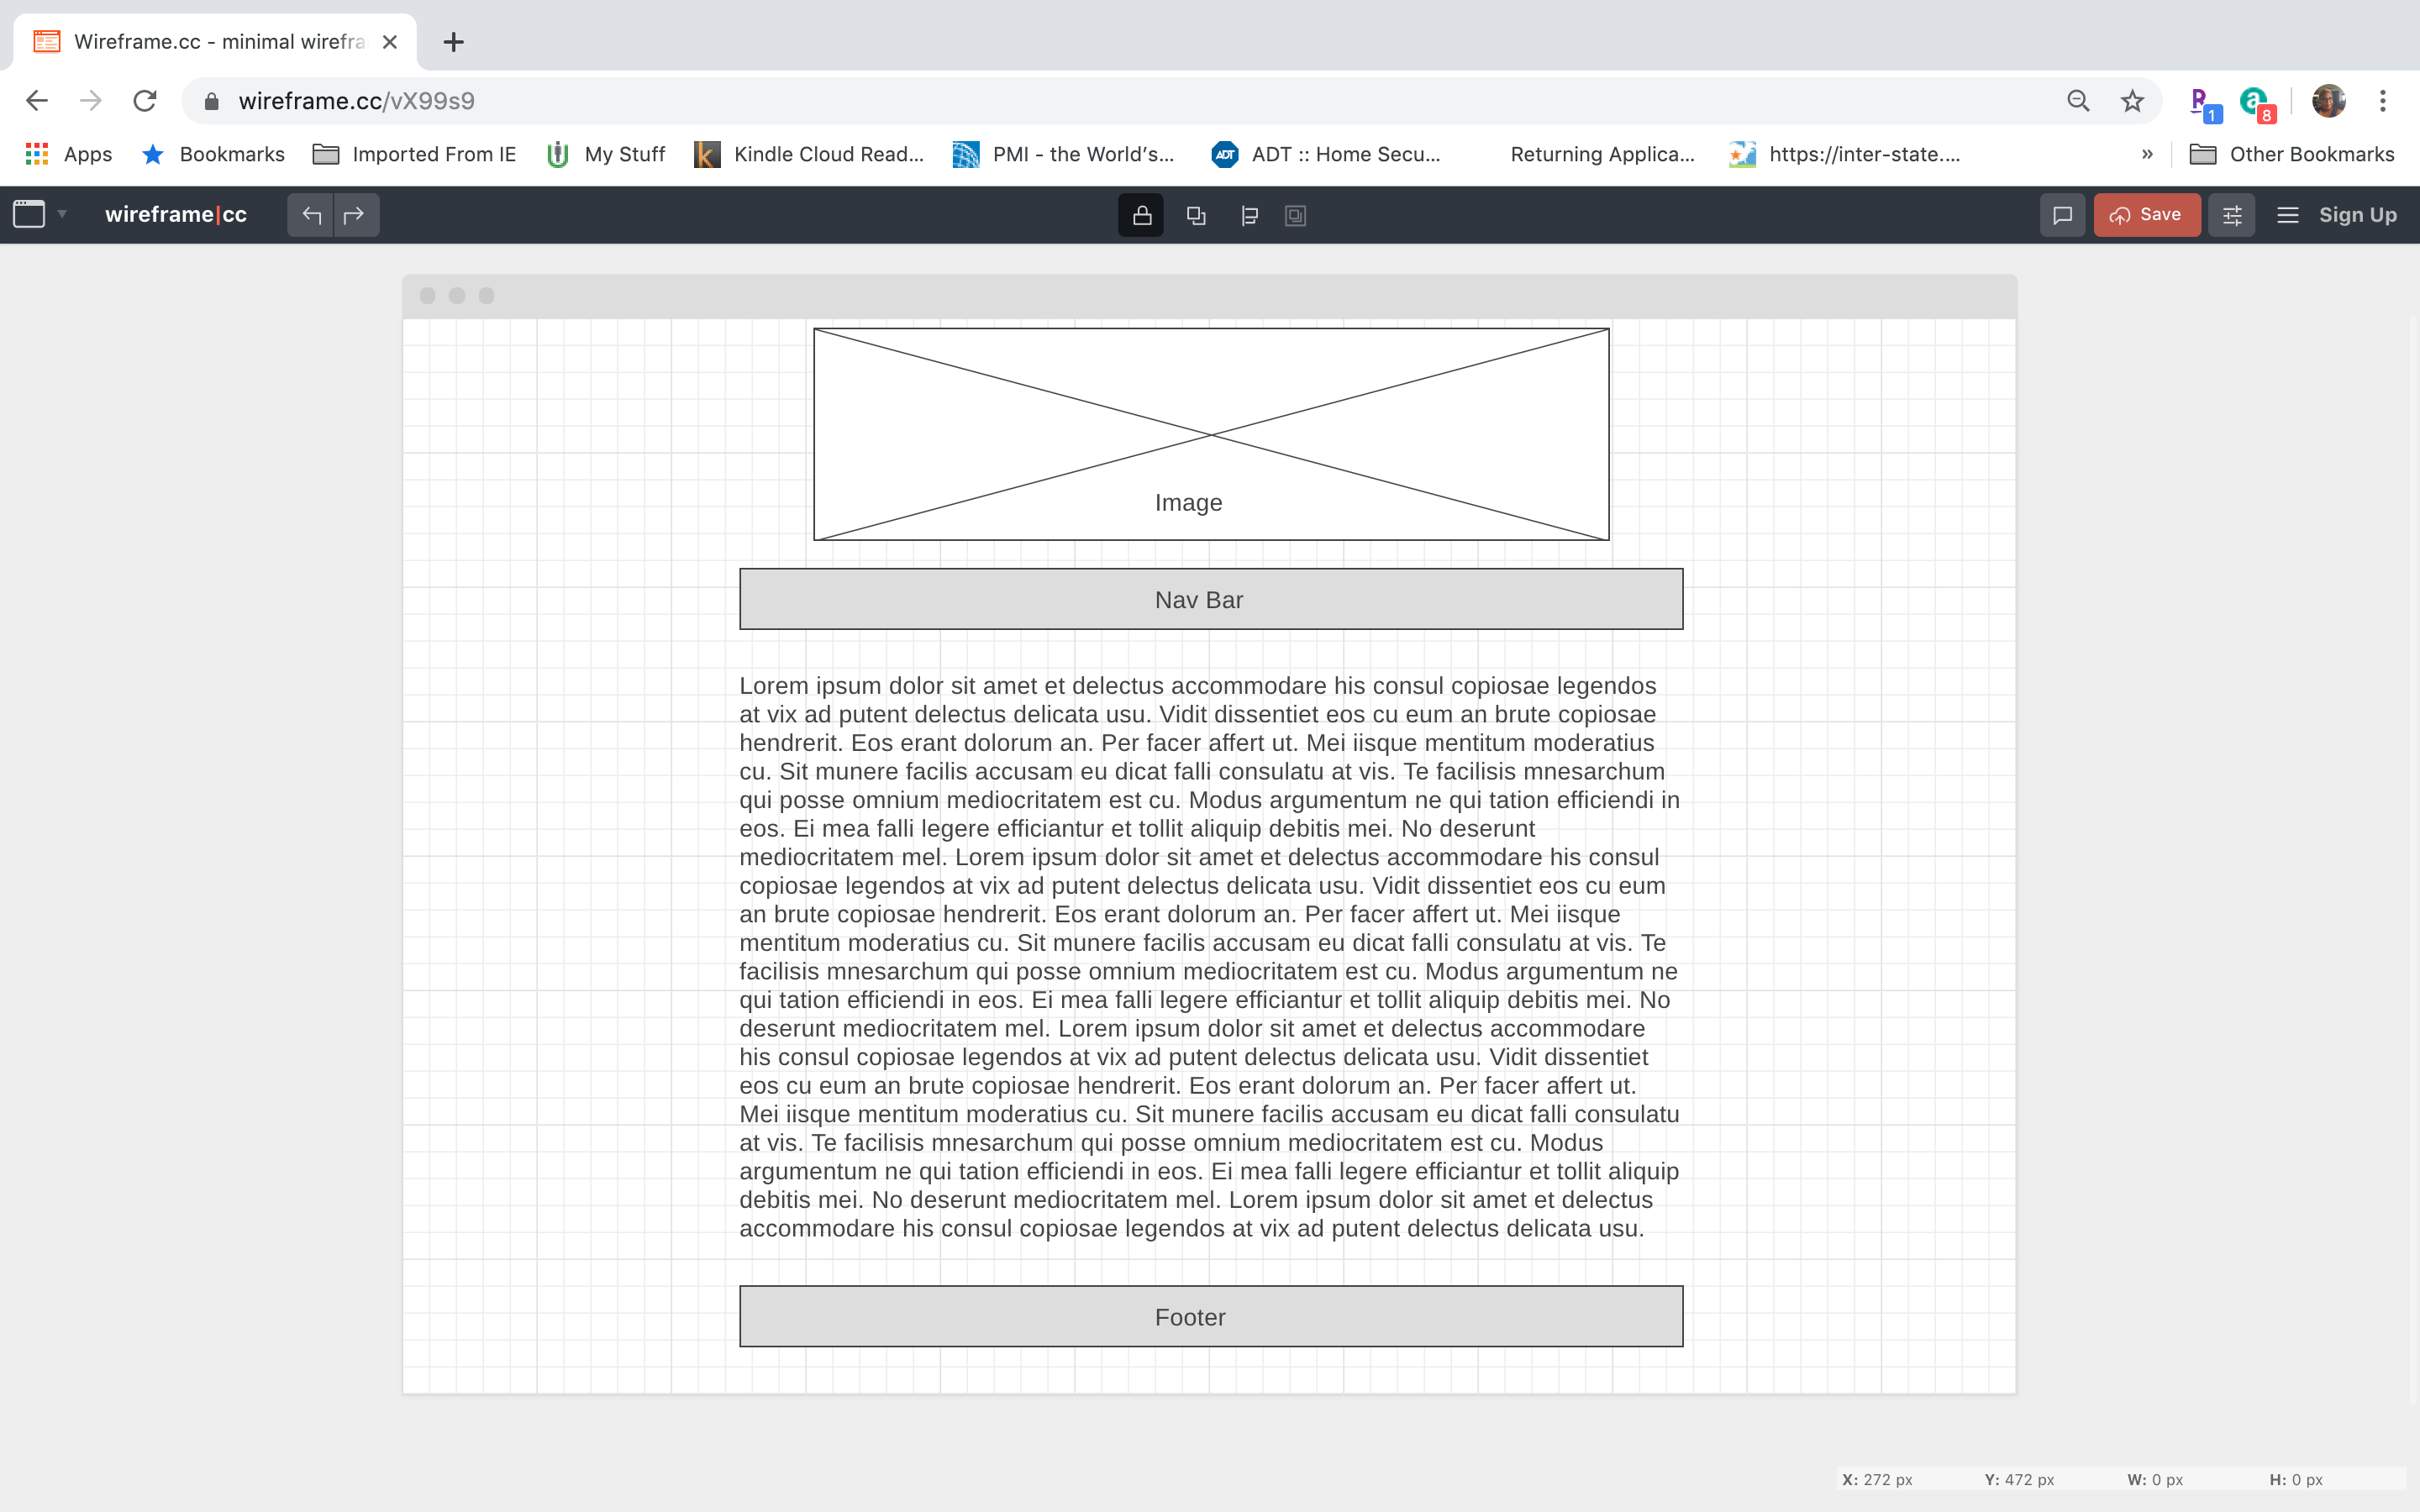 Wireframe.cc - minimal wirefra
wireframe.cc/vX99s9
1
8
Apps
Bookmarks
Imported From IE
My Stuff
Kindle Cloud Read...
PMI - the World's...
ADT :: Home Secu...
Returning Applica...
https://inter-state....
»
Other Bookmarks
wireframe|cc
Save
Sign Up
Image
Nav Bar
Lorem ipsum dolor sit amet et delectus accommodare his consul copiosae legendos
at vix ad putent delectus delicata usu. Vidit dissentiet eos cu eum an brute copiosae
hendrerit. Eos erant dolorum an. Per facer affert ut. Mei iisque mentitum moderatius
cu. Sit munere facilis accusam eu dicat falli consulatu at vis. Te facilisis mnesarchum
qui posse omnium mediocritatem est cu. Modus argumentum ne qui tation efficiendi in
eos. Ei mea falli legere efficiantur et tollit aliquip debitis mei. No deserunt
mediocritatem mel. Lorem ipsum dolor sit amet et delectus accommodare his consul
copiosae legendos at vix ad putent delectus delicata usu. Vidit dissentiet eos cu eum
an brute copiosae hendrerit. Eos erant dolorum an. Per facer affert ut. Mei iisque
mentitum moderatius cu. Sit munere facilis accusam eu dicat falli consulatu at vis. Te
facilisis mnesarchum qui posse omnium mediocritatem est cu. Modus argumentum ne
qui tation efficiendi in eos. Ei mea falli legere efficiantur et tollit aliquip debitis mei. No
deserunt mediocritatem mel. Lorem ipsum dolor sit amet et delectus accommodare
his consul copiosae legendos at vix ad putent delectus delicata usu. Vidit dissentiet
eos cu eum an brute copiosae hendrerit. Eos erant dolorum an. Per facer affert ut.
Mei iisque mentitum moderatius cu. Sit munere facilis accusam eu dicat falli consulatu
at vis. Te facilisis mnesarchum qui posse omnium mediocritatem est cu. Modus
argumentum ne qui tation efficiendi in eos. Ei mea falli legere efficiantur et tollit aliquip
debitis mei. No deserunt mediocritatem mel. Lorem ipsum dolor sit amet et delectus
accommodare his consul copiosae legendos at vix ad putent delectus delicata usu.
Footer
X: 272 px Y: 472 px W: 0 px H: 0 px